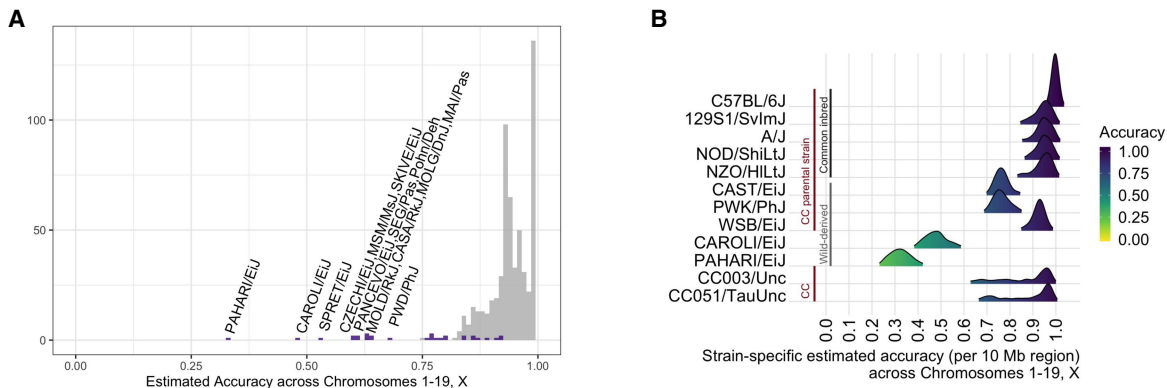 A
100
50
0
PAHARI/EiJ
CAROLI/EiJ
SPRET/EiJ
CZECHI/EiJ,MSM/MsJ,SKIVE/EiJ
PANCEVO/EiJ,SEG/Pas,Pohn/Deh
MOLD/RkJ,CASA/RkJ,MOLG/DnJ,MAI/Pas
PWD/PhJ
0.00 0.25 0.50 0.75 1.00
Estimated Accuracy across Chromosomes 1-19, X
B
C57BL/6J
129S1/SvImJ
A/J
NOD/ShiLtJ
NZO/HILtJ
CAST/EiJ
PWK/PhJ
WSB/EiJ
CAROLI/EiJ
PAHARI/EiJ
CC003/Unc
CC051/TauUnc
CC parental strain
CC
Common inbred
Wild-derived
0.0 0.1 0.2 0.3 0.4 0.5 0.6 0.7 0.8 0.9 1.0
Strain-specific estimated accuracy (per 10 Mb region)
across Chromosomes 1-19, X
Accuracy
1.00
0.75
0.50
0.25
0.00